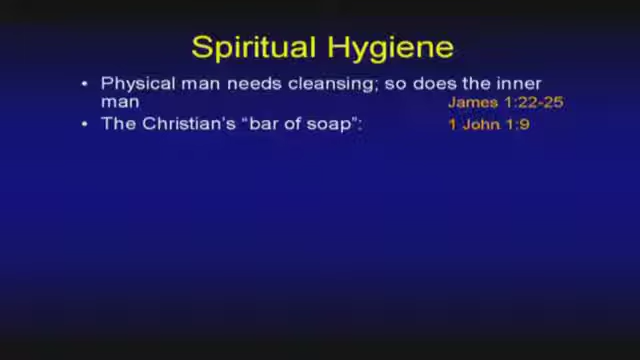 Spiritual Hygiene
• Physical man needs cleansing; so does the inner
man James 1:22-25
• The Christian's "bar of soap": 1 John 1:9